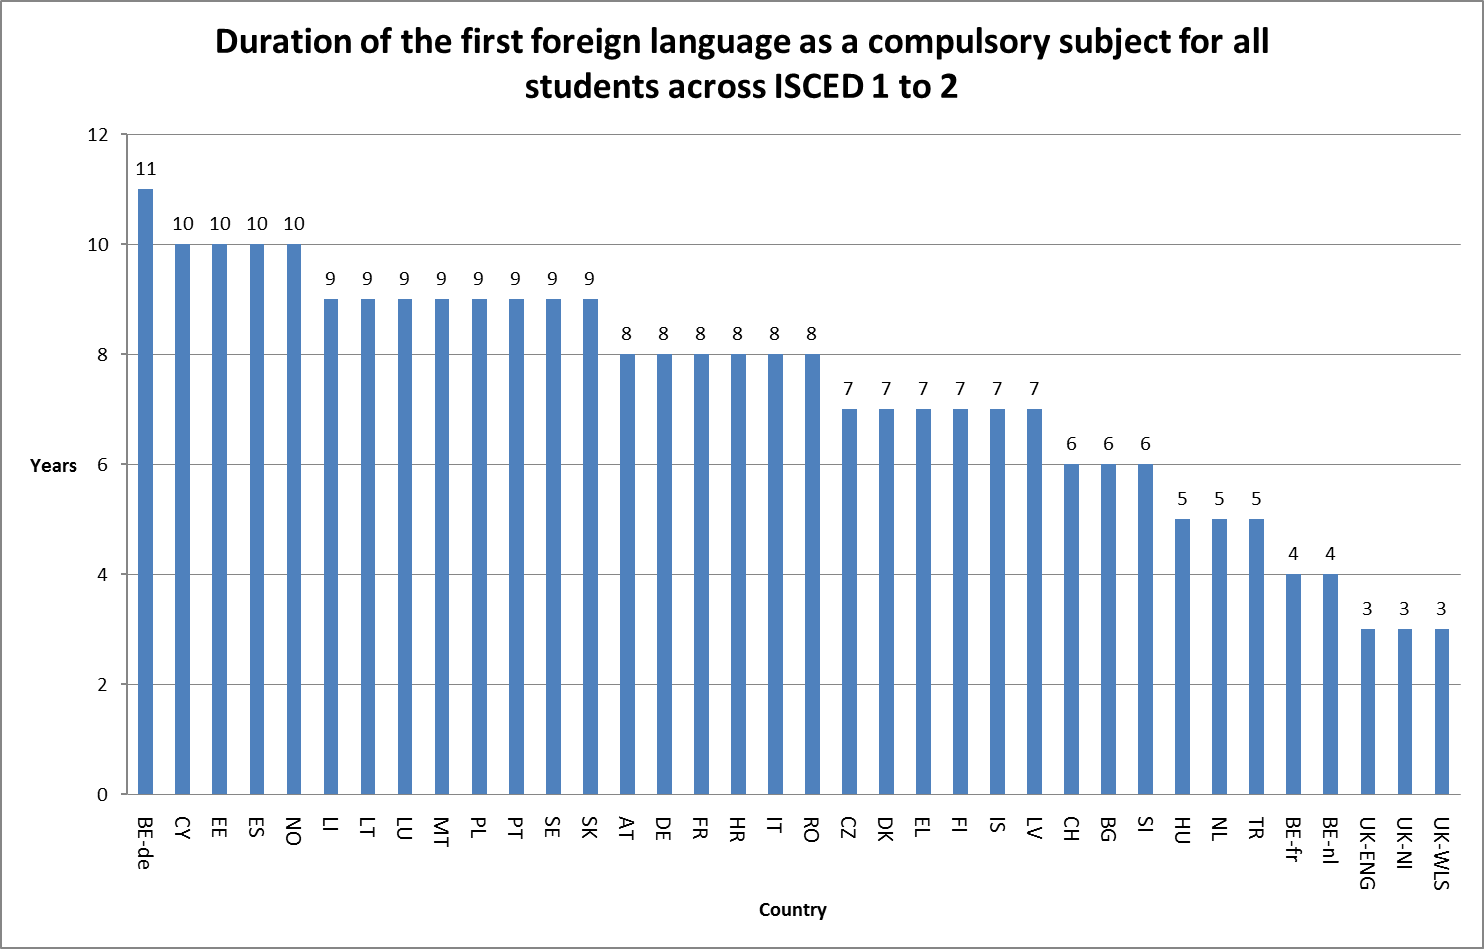 Duration of the first foreign language as a compulsory subject for all
students across ISCED 1 to 2
12
10
8
6
4
2
0
Years
11
10
10
10
10
9
9
9
9
9
9
9
9
8
8
8
8
8
8
7
7
7
7
7
7
6
6
6
5
5
5
4
4
3
3
3
BE-de
CY
EE
ES
NO
LI
LT
LU
MT
PL
PT
SE
SK
AT
DE
FR
HR
IT
RO
CZ
DK
EL
FI
IS
LV
CH
BG
SI
HU
NL
TR
BE-fr
BE-nl
UK-ENG
UK-NI
UK-WLS
Country